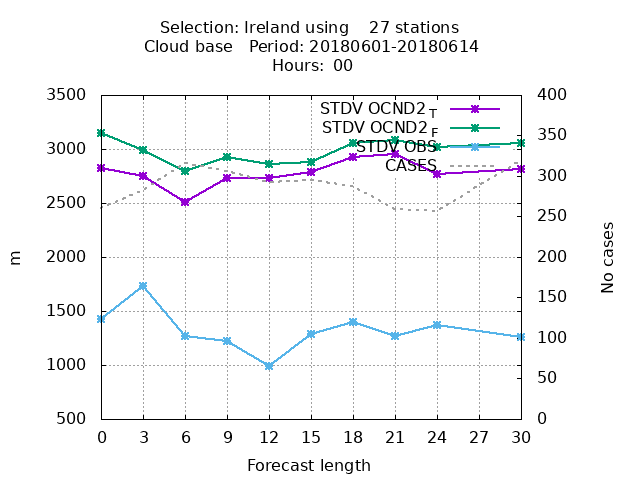 Selection: Ireland using    27 stations
Cloud base   Period: 20180601-20180614
Hours:  00
STDV OCND2 T
STDV OCND2 F
STDV OBS
CASES
3500
3000
2500
2000
1500
1000
500
m
400
350
300
250
200
150
100
50
0
No cases
0 3 6 9 12 15 18 21 24 27 30
Forecast length